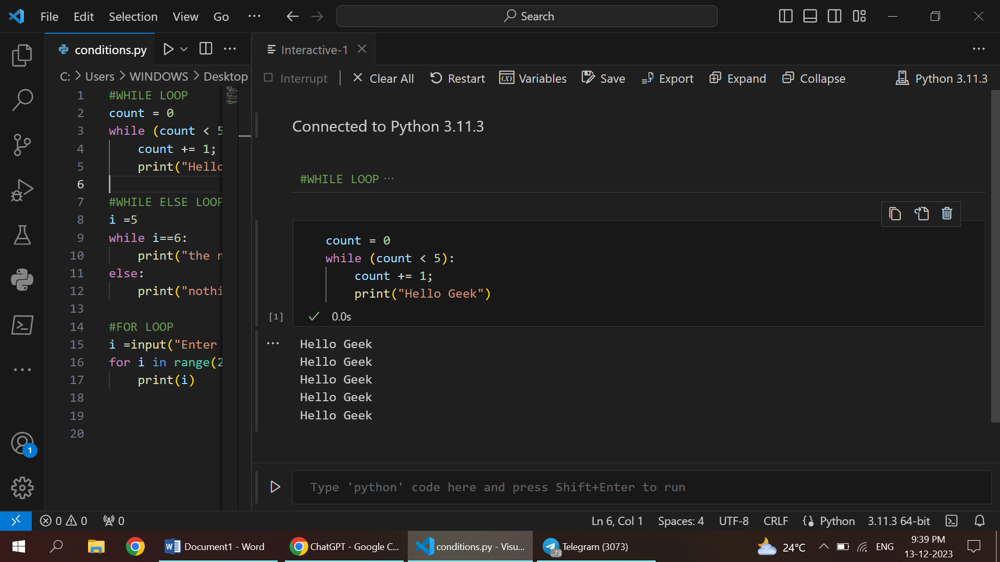 File Edit Selection View Go ··· Search
conditions.py
Interactive-1
C: > Users > WINDOWS > Desktop
Interrupt Clear All Restart Variables Save Export Expand Collapse Python 3.11.3
1 #WHILE LOOP
2 count = 0
3 while (count < 5
4 count += 1;
5 print("Hello
6
7 #WHILE ELSE LOOP
8 i =5
9 while i==6:
10 print("the n
11 else:
12 print("nothi
13
14 #FOR LOOP
15 i =input("Enter
16 for i in range(2
17 print(i)
18
19
20
Connected to Python 3.11.3
#WHILE LOOP ···
count = 0
while (count < 5):
count += 1;
print("Hello Geek")
[1] 0.0s
Hello Geek
Hello Geek
Hello Geek
Hello Geek
Hello Geek
Type 'python' code here and press Shift+Enter to run
1
0 0 0 Ln 6, Col 1 Spaces: 4 UTF-8 CRLF Python 3.11.3 64-bit
Document1 - Word ChatGPT - Google C... conditions.py - Visu... ..73 Telegram (3073) 24°C ENG 9:39 PM
13-12-2023